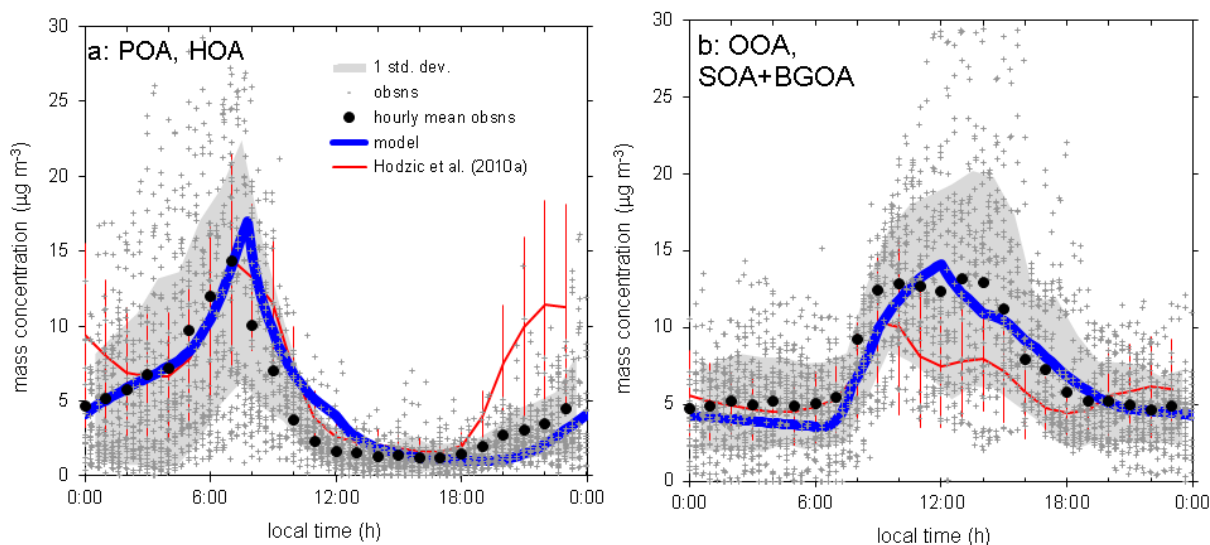 a: POA, HOA
1 std. dev.
obsns
hourly mean obsns
model
Hodzic et al. (2010a)
mass concentration (µg m-3)
30
25
20
15
10
5
0
0:00
6:00
12:00
18:00
0:00
local time (h)
b: OOA,
SOA+BGOA
mass concentration (µg m-3)
30
25
20
15
10
5
0
0:00
6:00
12:00
18:00
0:00
local time (h)